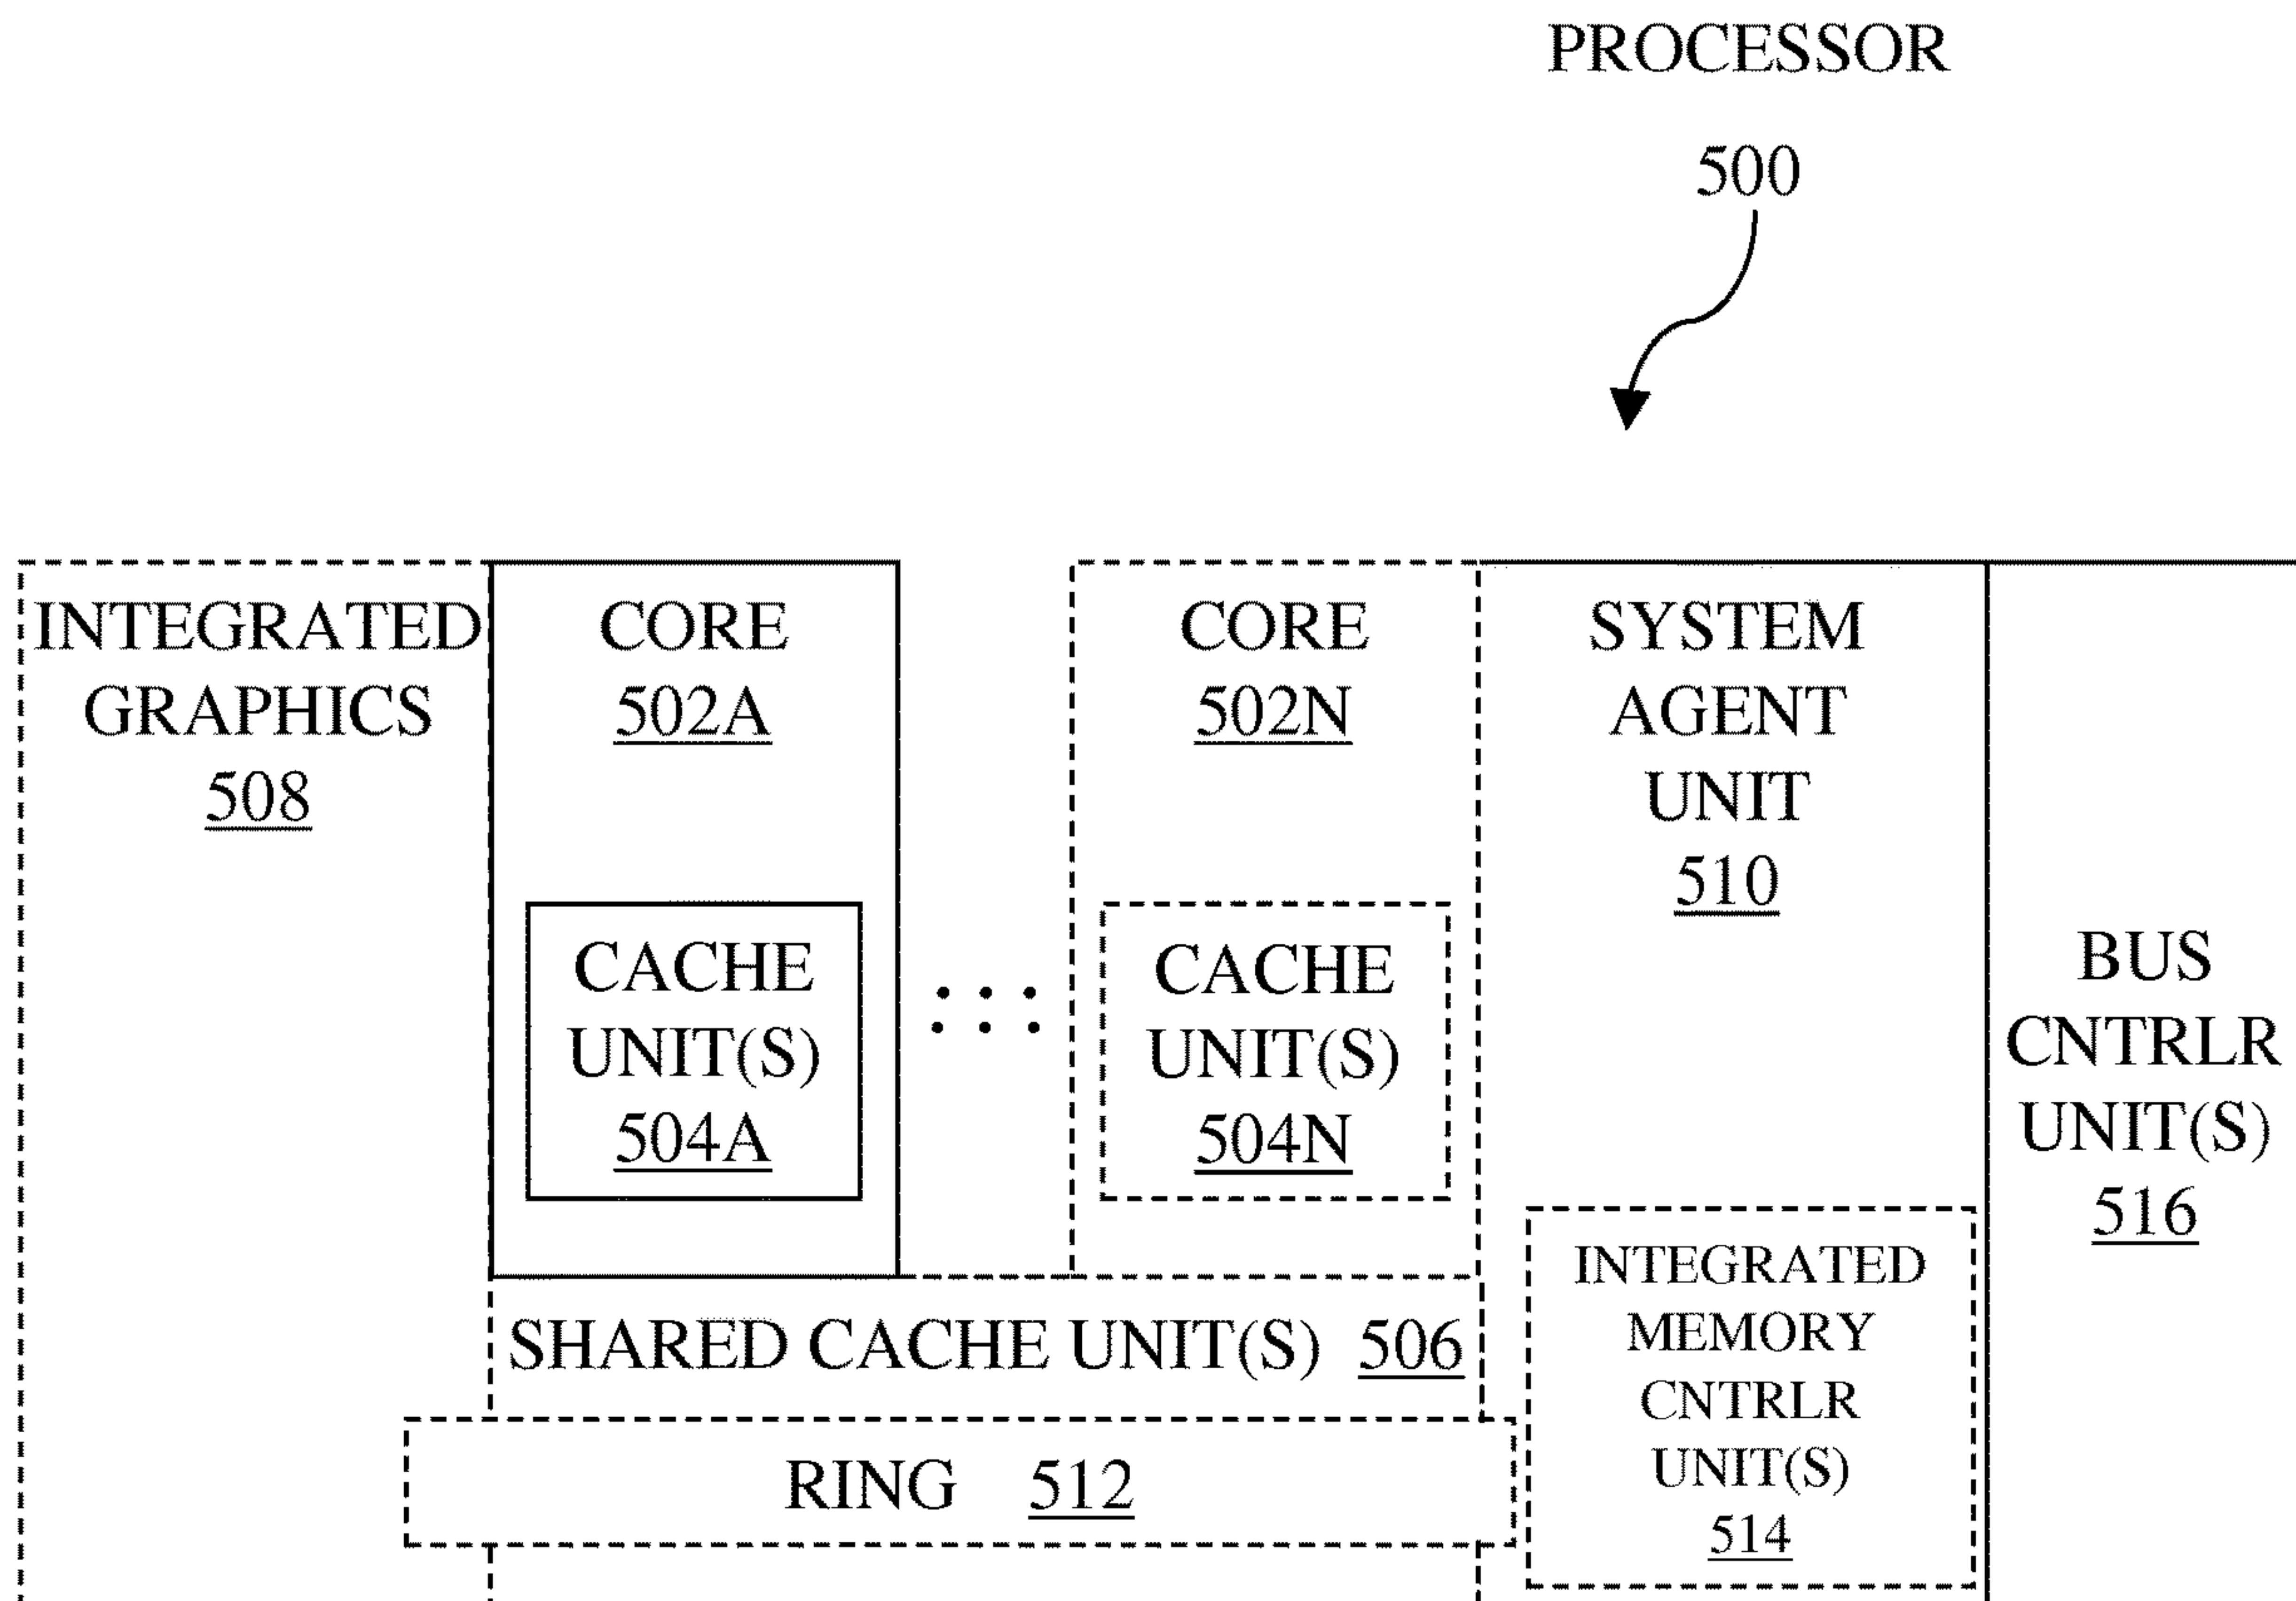 PROCESSOR
500
INTEGRATED
GRAPHICS
508
CORE
502A
CACHE
UNIT(S)
504A
CORE
502N
CACHE
UNIT(S)
504N
SYSTEM
AGENT
UNIT
510
INTEGRATED
MEMORY
CNTRLR
UNIT(S)
514
BUS
CNTRLR
UNIT(S)
516
SHARED CACHE UNIT(S) 506
RING 512